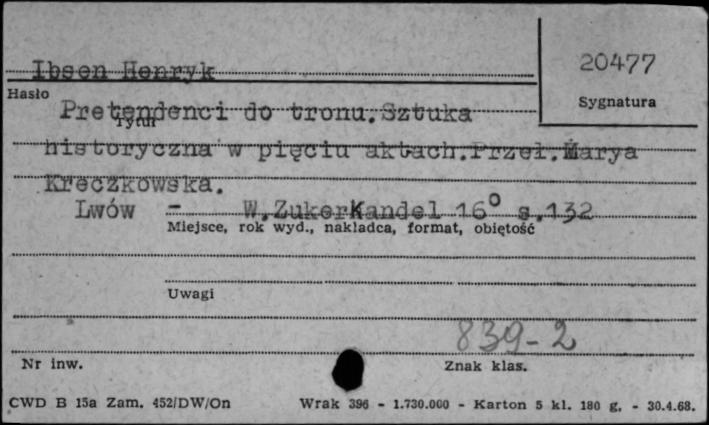 Ibsen Henryk
20477
Hasło
Sygnatura
Pretendenci do tronu.Sztuka
Tytuł
historyczna w pięciu aktach.Przeł.Marya
Kreczkowska.
Lwów - W.ZukerKandel 16° s.132
Miejsce, rok wyd., nakładca, format, objętość
Uwagi
839-2
Nr inw.
Znak klas.
CWD B 15a Zam. 452/DW/On Wrak 396 - 1.730.000 - Karton 5 kl. 180 g. - 30.4.68.